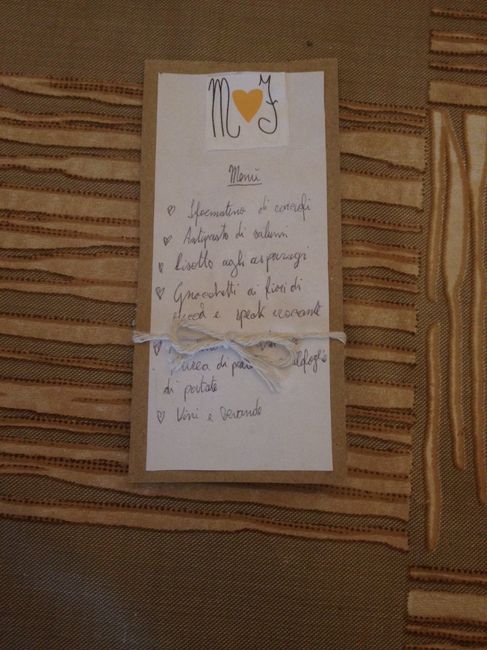 M J
Menù
Sformatino di carciofi
Antipasto di salumi
Risotto agli asparagi
Gnocchetti ai fiori di
e speck croccante
di
di patate
Vini e bevande